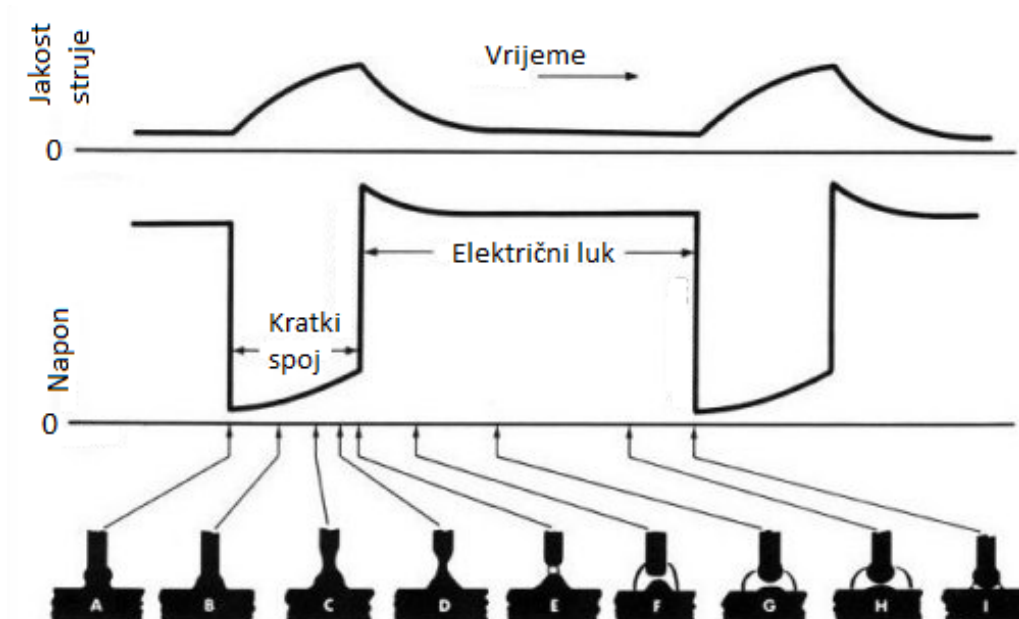 Jakost
struje
Vrijeme
0
Električni luk
Kratki
spoj
Napon
0
A B C D E F G H I